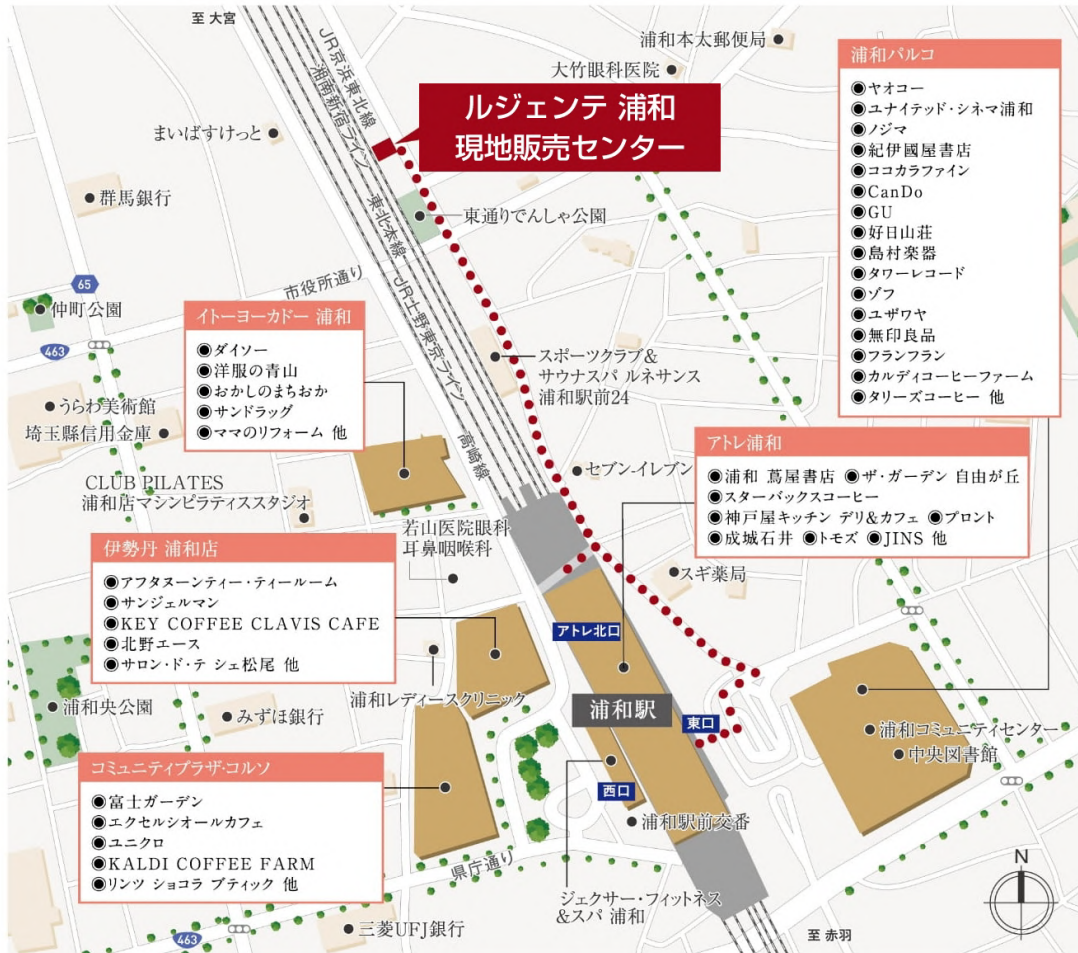 至 大宮
JR京浜東北線
湘南新宿ライン
東北本線
JR上野東京ライン
高崎線
浦和本太郵便局
大竹眼科医院
ルジェンテ 浦和
現地販売センター
まいばすけっと
群馬銀行
東通りでんしゃ公園
市役所通り
65
仲町公園
463
うらわ美術館
埼玉縣信用金庫
イトーヨーカドー 浦和
◉ダイソー
◉洋服の青山
◉おかしのまちおか
◉サンドラッグ
◉ママのリフォーム 他
スポーツクラブ&
サウナスパ ルネサンス
浦和駅前24
浦和パルコ
◉ヤオコー
◉ユナイテッド・シネマ浦和
◉ノジマ
◉紀伊國屋書店
◉ココカラファイン
◉CanDo
◉GU
◉好日山荘
◉島村楽器
◉タワーレコード
◉ゾフ
◉ユザワヤ
◉無印良品
◉フランフラン
◉カルディコーヒーファーム
◉タリーズコーヒー 他
セブン-イレブン
アトレ浦和
◉浦和 蔦屋書店 ◉ザ・ガーデン 自由が丘
◉スターバックスコーヒー
◉神戸屋キッチン デリ&カフェ ◉プロント
◉成城石井 ◉トモズ ◉JINS 他
CLUB PILATES
浦和店マシンピラティススタジオ
若山医院眼科
耳鼻咽喉科
伊勢丹 浦和店
◉アフタヌーンティー・ティールーム
◉サンジェルマン
◉KEY COFFEE CLAVIS CAFE
◉北野エース
◉サロン・ド・テ シェ松尾 他
スギ薬局
アトレ北口
浦和レディースクリニック
浦和駅
東口
西口
浦和央公園
みずほ銀行
浦和コミュニティセンター
中央図書館
コミュニティプラザ・コルソ
◉富士ガーデン
◉エクセルシオールカフェ
◉ユニクロ
◉KALDI COFFEE FARM
◉リンツ ショコラ ブティック 他
浦和駅前交番
県庁通り
ジェクサー・フィットネス
&スパ 浦和
463
三菱UFJ銀行
至 赤羽
N